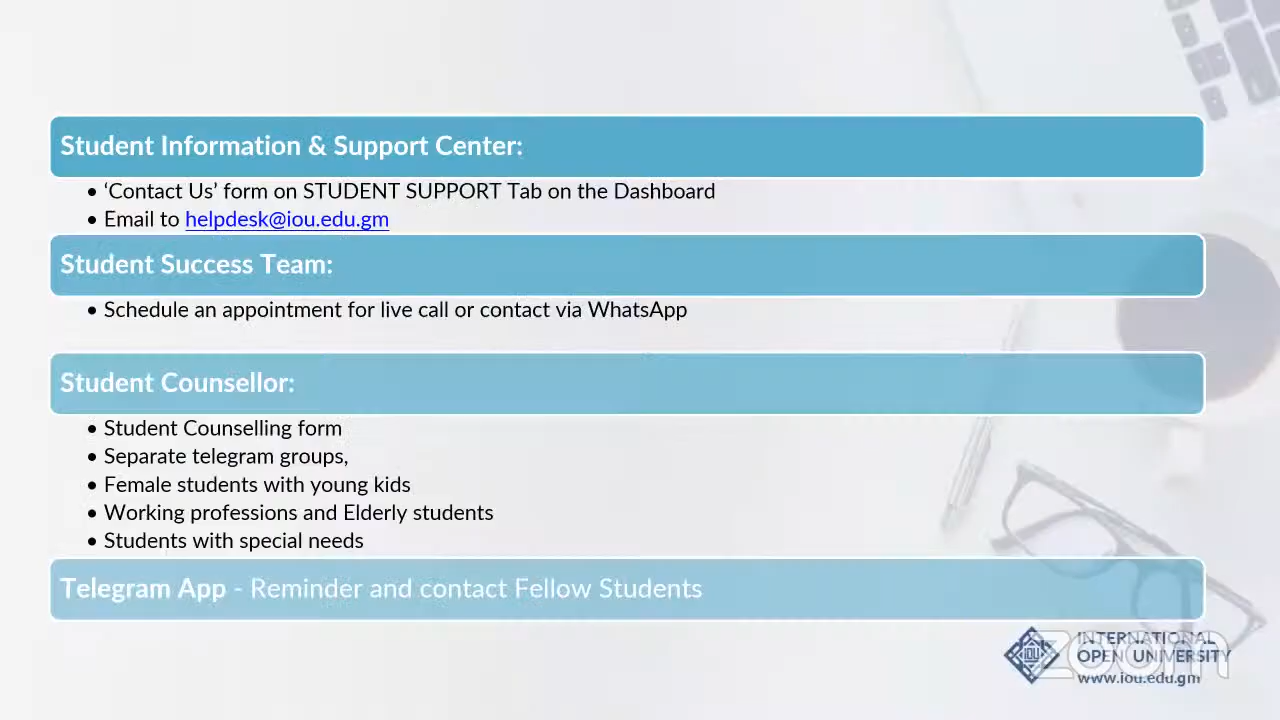 Student Information & Support Center:
• ‘Contact Us’ form on STUDENT SUPPORT Tab on the Dashboard
• Email to helpdesk@iou.edu.gm
Student Success Team:
• Schedule an appointment for live call or contact via WhatsApp
Student Counsellor:
• Student Counselling form
• Separate telegram groups,
• Female students with young kids
• Working professions and Elderly students
• Students with special needs
Telegram App - Reminder and contact Fellow Students
IOU
INTERNATIONAL
OPEN UNIVERSITY
www.iou.edu.gm
zoom